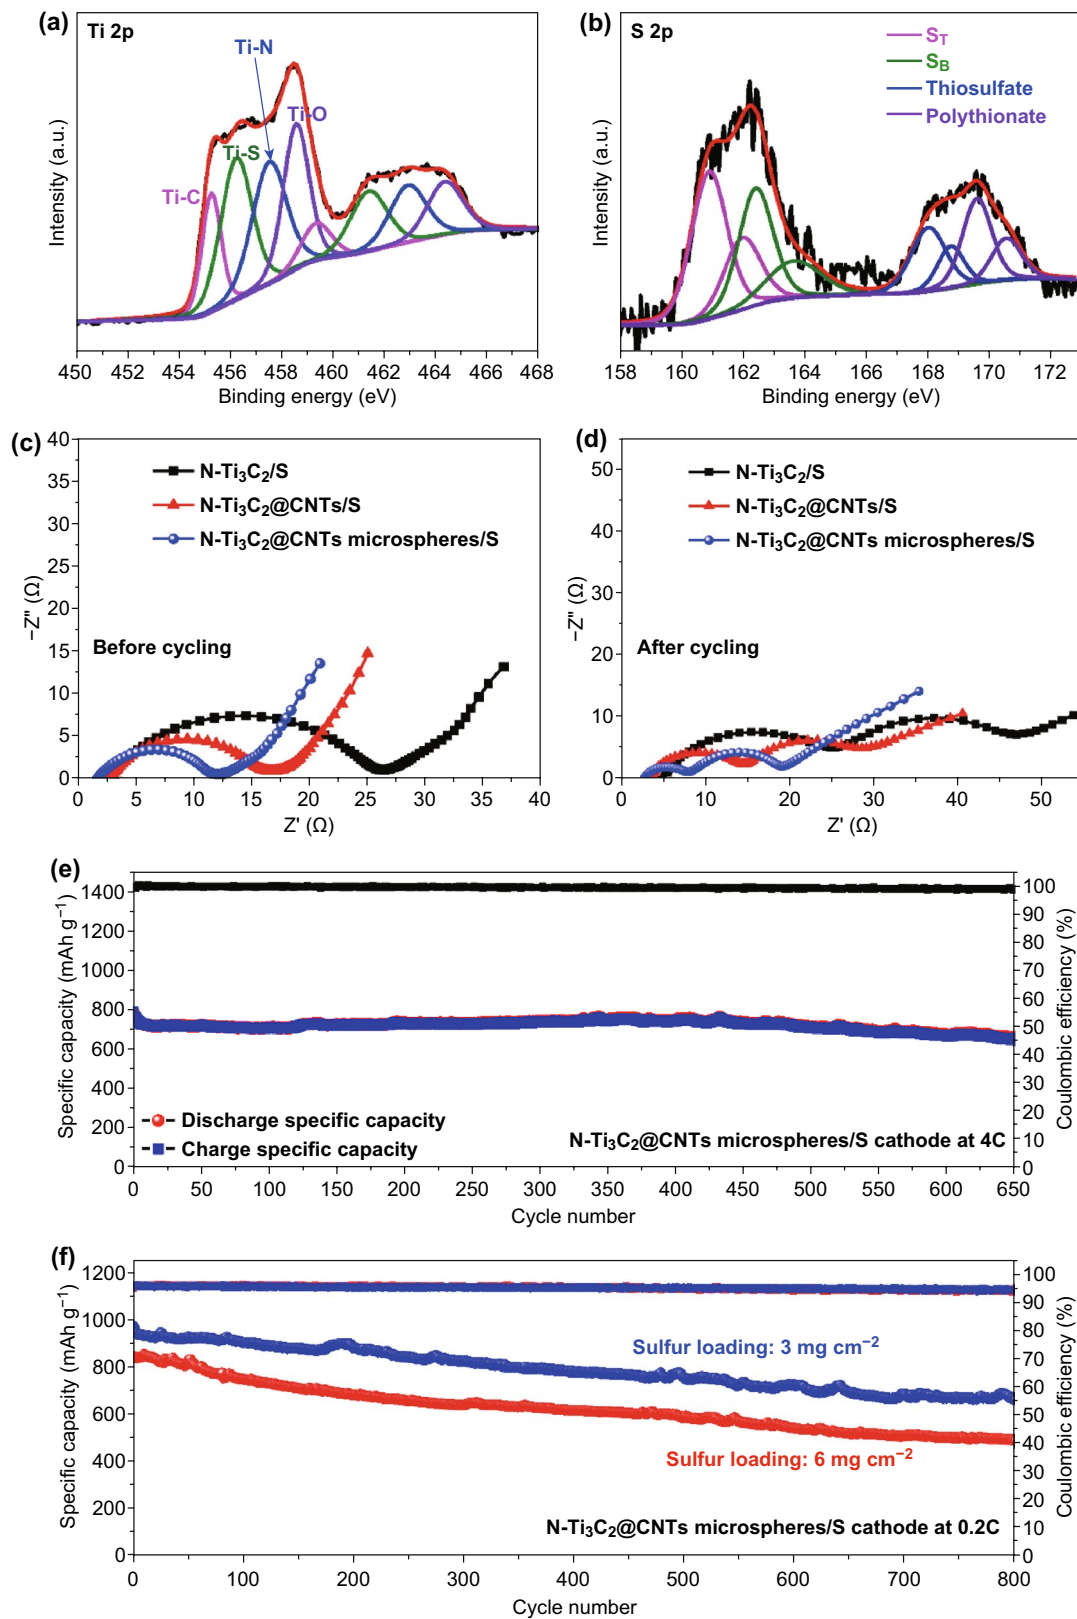 (a) Ti 2p
Ti-N
Ti-O
Ti-S
Ti-C
Intensity (a.u.)
450 452 454 456 458 460 462 464 466 468
Binding energy (eV)
(b) S 2p
S_T
S_B
Thiosulfate
Polythionate
Intensity (a.u.)
158 160 162 164 166 168 170 172
Binding energy (eV)
(c)
N-Ti₃C₂/S
N-Ti₃C₂@CNTs/S
N-Ti₃C₂@CNTs microspheres/S
Before cycling
−Z'' (Ω)
40
35
30
25
20
15
10
5
0
0 5 10 15 20 25 30 35 40
Z' (Ω)
(d)
N-Ti₃C₂/S
N-Ti₃C₂@CNTs/S
N-Ti₃C₂@CNTs microspheres/S
After cycling
−Z'' (Ω)
50
40
30
20
10
0
0 10 20 30 40 50
Z' (Ω)
(e)
Specific capacity (mAh g⁻¹)
1400
1200
1000
800
600
400
200
0
Discharge specific capacity
Charge specific capacity
N-Ti₃C₂@CNTs microspheres/S cathode at 4C
100
90
80
70
60
50
40
30
20
10
0
Coulombic efficiency (%)
0 50 100 150 200 250 300 350 400 450 500 550 600 650
Cycle number
(f)
Specific capacity (mAh g⁻¹)
1200
1000
800
600
400
200
0
Sulfur loading: 3 mg cm⁻²
Sulfur loading: 6 mg cm⁻²
N-Ti₃C₂@CNTs microspheres/S cathode at 0.2C
100
90
80
70
60
50
40
30
20
10
0
Coulombic efficiency (%)
0 100 200 300 400 500 600 700 800
Cycle number